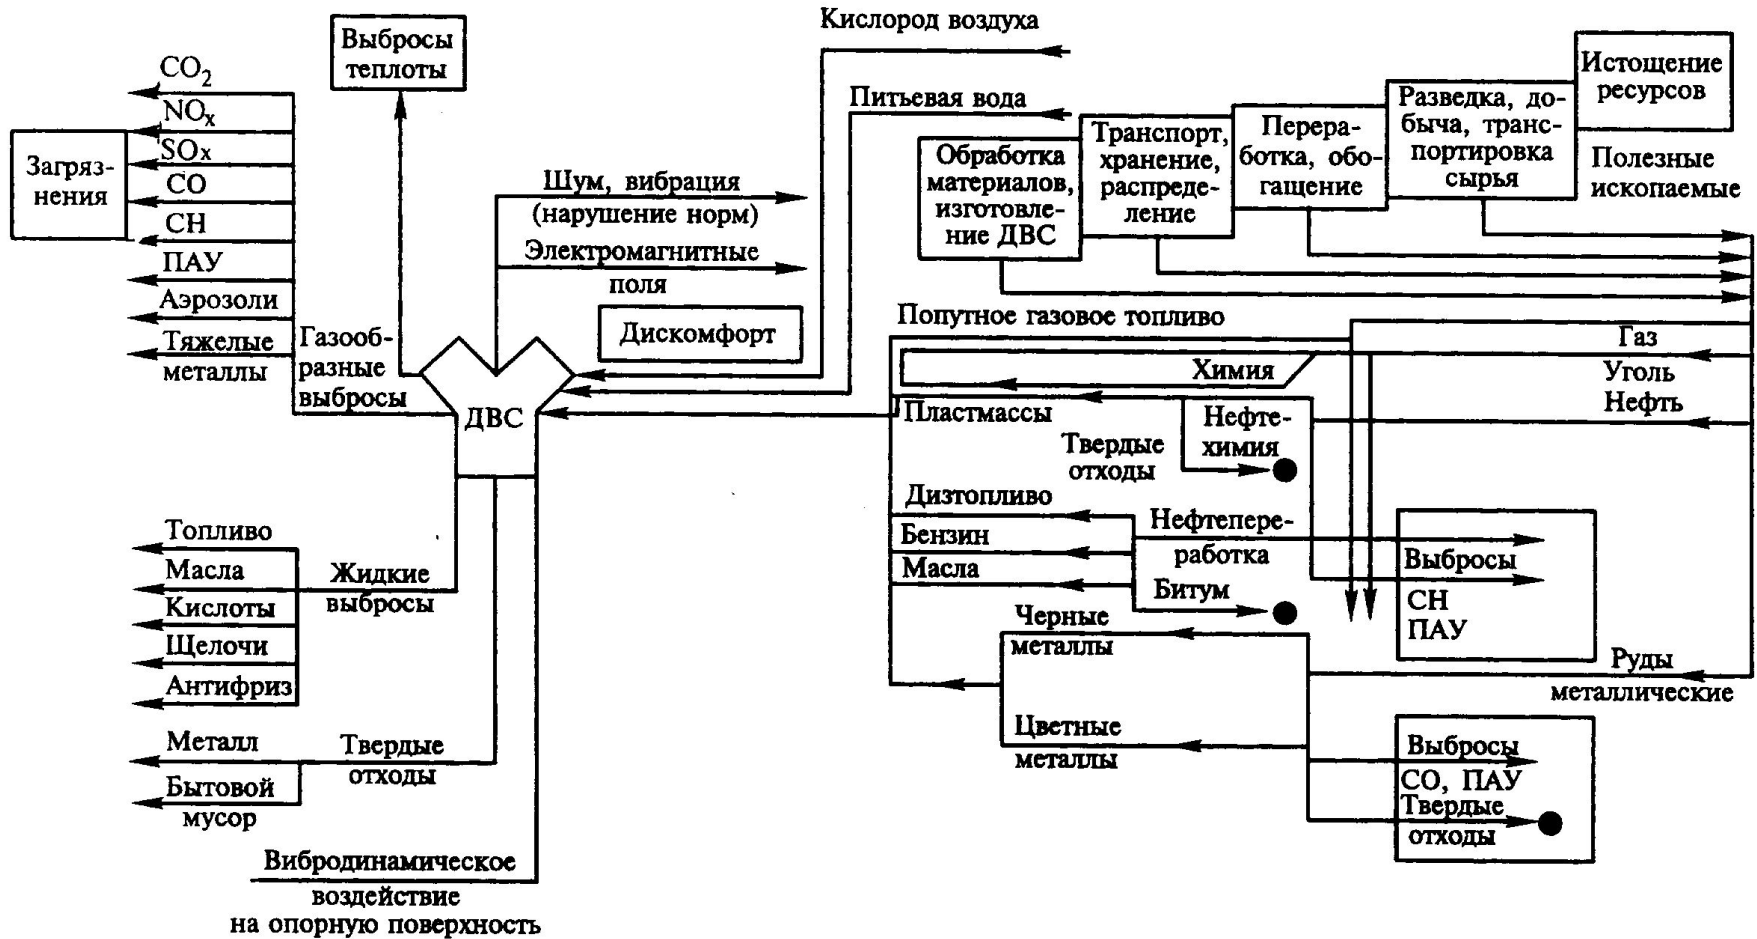 Кислород воздуха
Выбросы
теплоты
Питьевая вода
Истощение
ресурсов
Разведка, до-
быча, транс-
портировка
сырья
Перера-
ботка, обо-
гащение
Транспорт,
хранение,
распреде-
ление
Обработка
материалов,
изготовле-
ние ДВС
Полезные
ископаемые
Загряз-
нения
CO2
NOx
SOx
CO
CH
ПАУ
Аэрозоли
Тяжелые
металлы
Газооб-
разные
выбросы
Шум, вибрация
(нарушение норм)
Электромагнитные
поля
Дискомфорт
ДВС
Попутное газовое топливо
Газ
Уголь
Нефть
Химия
Пластмассы
Нефте-
химия
Твердые
отходы
Дизтопливо
Бензин
Масла
Нефтепере-
работка
Битум
Выбросы
CH
ПАУ
Черные
металлы
Руды
металлические
Цветные
металлы
Выбросы
CO, ПАУ
Твердые
отходы
Топливо
Масла
Кислоты
Щелочи
Антифриз
Жидкие
выбросы
Металл
Бытовой
мусор
Твердые
отходы
Вибродинамическое
воздействие
на опорную поверхность